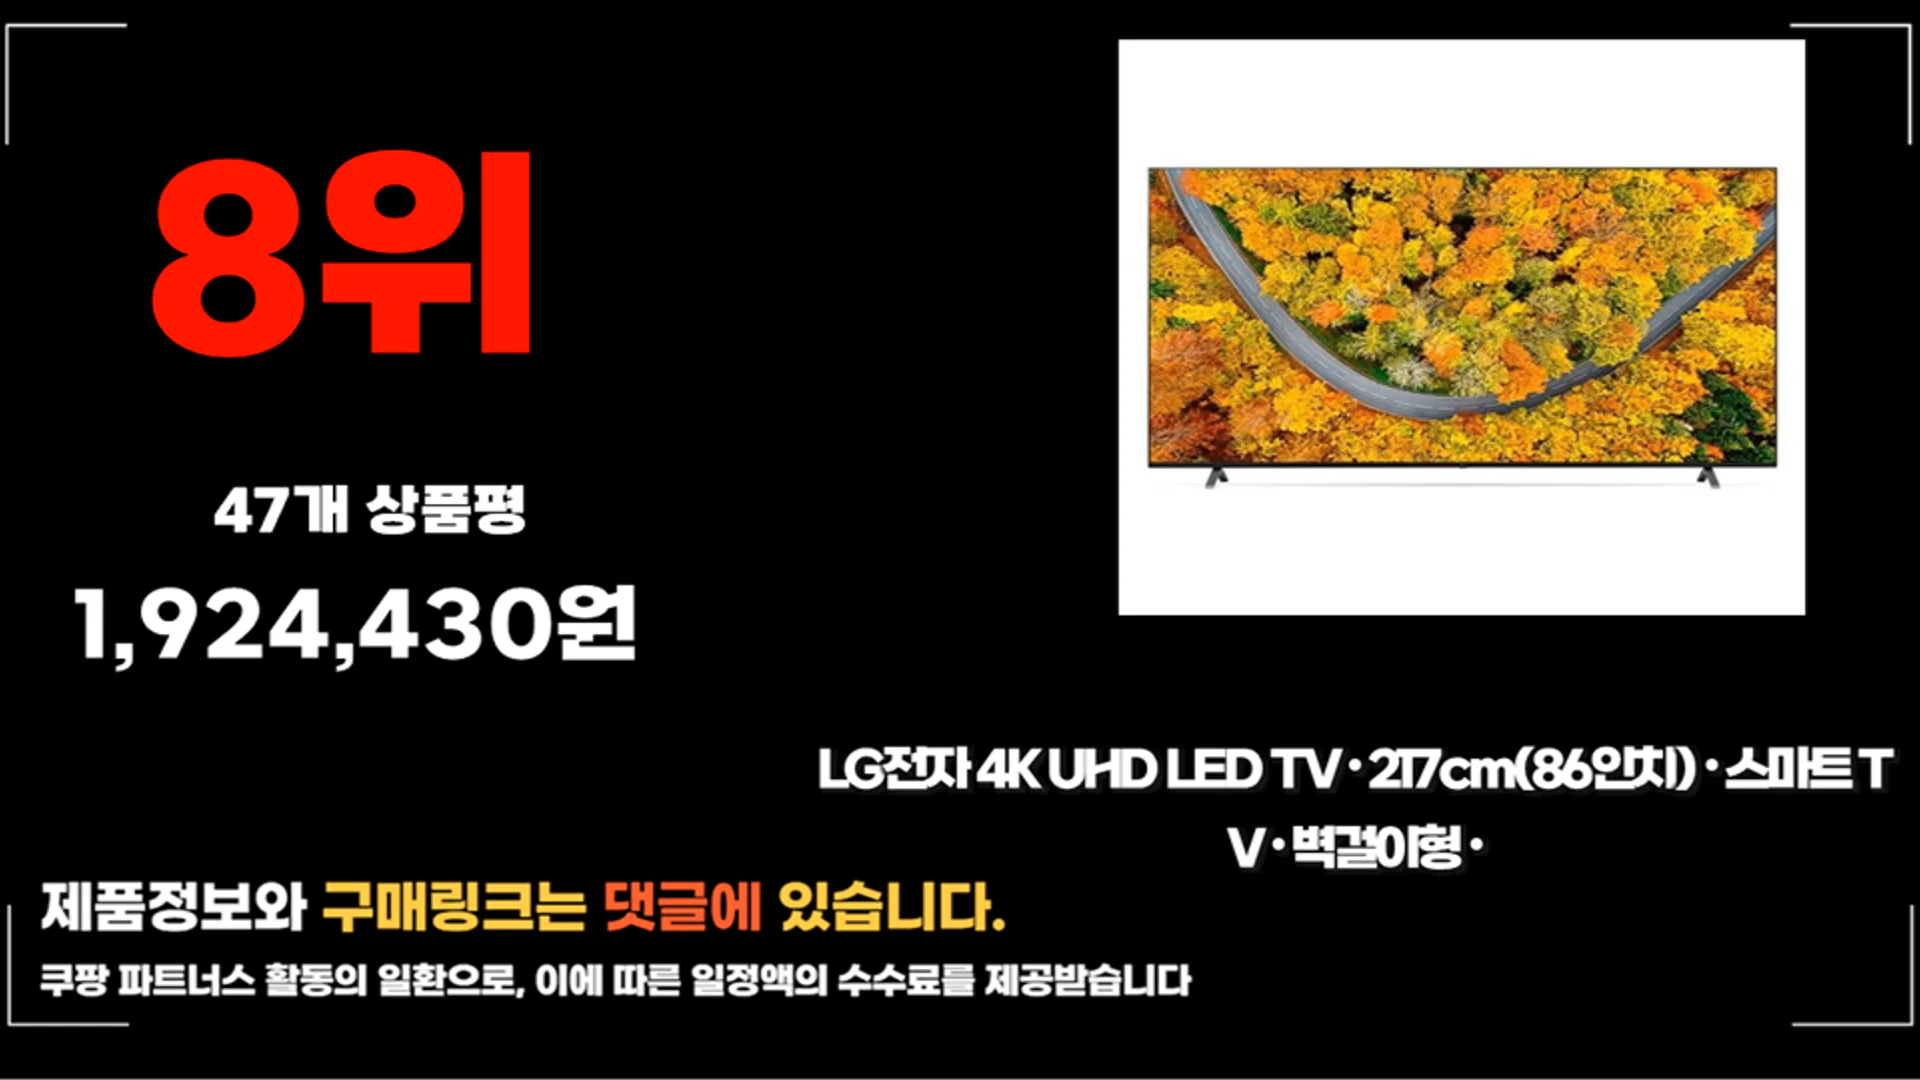 8위
47개 상품평
1,924,430원
LG전자 4K UHD LED TV · 217cm(86인치) · 스마트 T
V · 벽걸이형 ·
제품정보와 구매링크는 댓글에 있습니다.
쿠팡 파트너스 활동의 일환으로, 이에 따른 일정액의 수수료를 제공받습니다